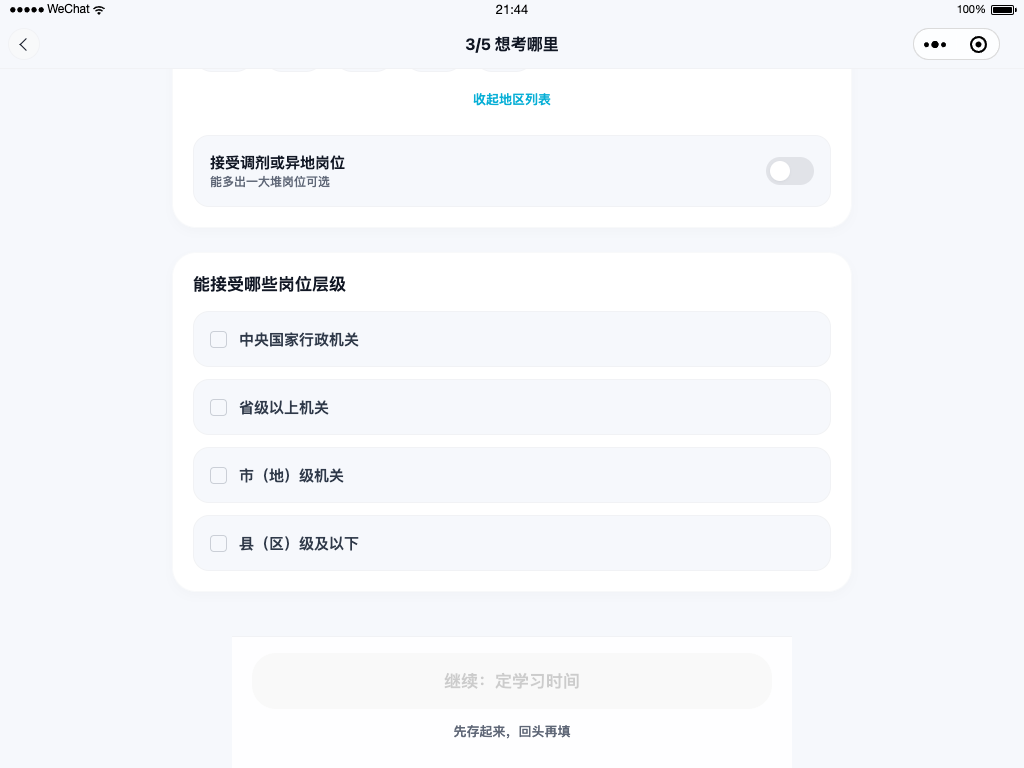 WeChat
21:44
100%
3/5 想考哪里
收起地区列表
接受调剂或异地岗位
能多出一大堆岗位可选
能接受哪些岗位层级
中央国家行政机关
省级以上机关
市（地）级机关
县（区）级及以下
继续：定学习时间
先存起来，回头再填